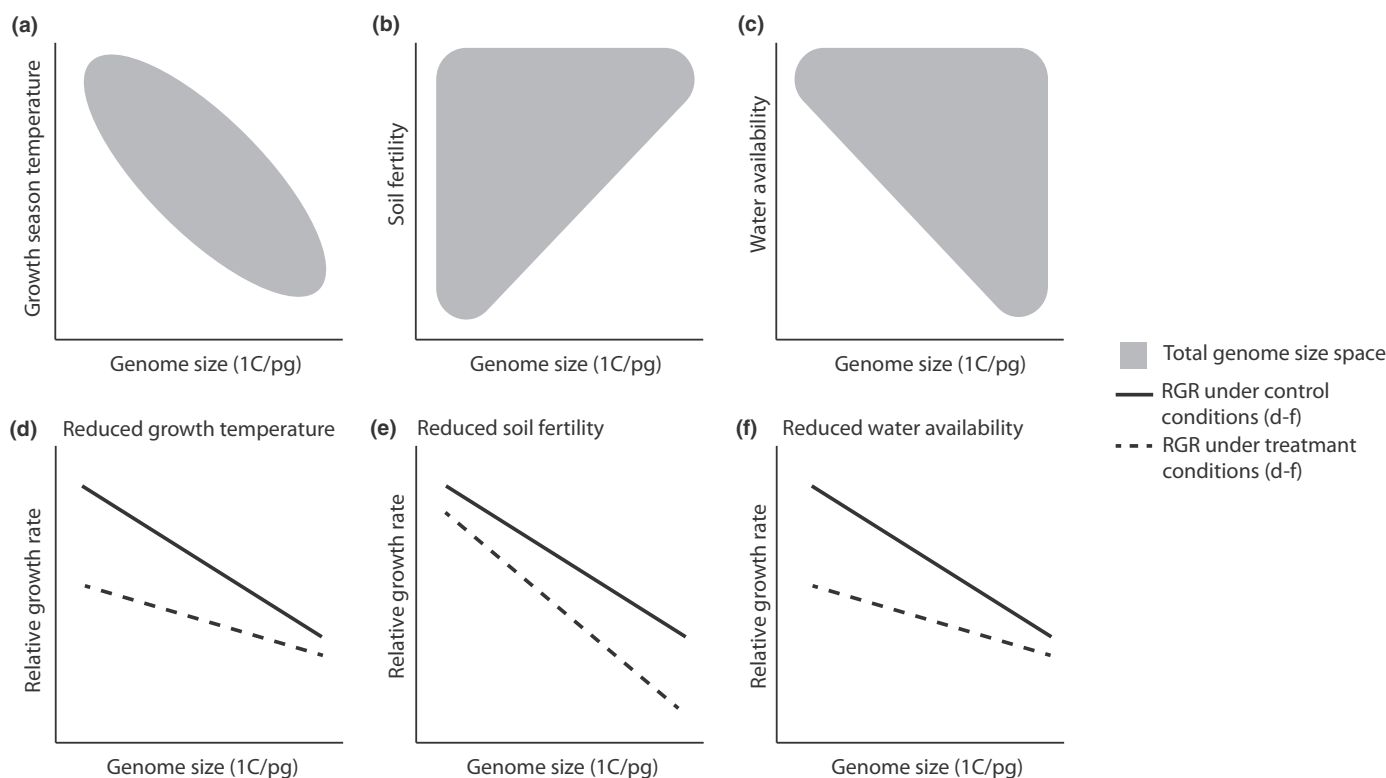 (a)
Growth season temperature
Genome size (1C/pg)
(b)
Soil fertility
Genome size (1C/pg)
(c)
Water availability
Genome size (1C/pg)
Total genome size space
RGR under control
conditions (d-f)
RGR under treatmant
conditions (d-f)
(d) Reduced growth temperature
Relative growth rate
Genome size (1C/pg)
(e) Reduced soil fertility
Relative growth rate
Genome size (1C/pg)
(f) Reduced water availability
Relative growth rate
Genome size (1C/pg)